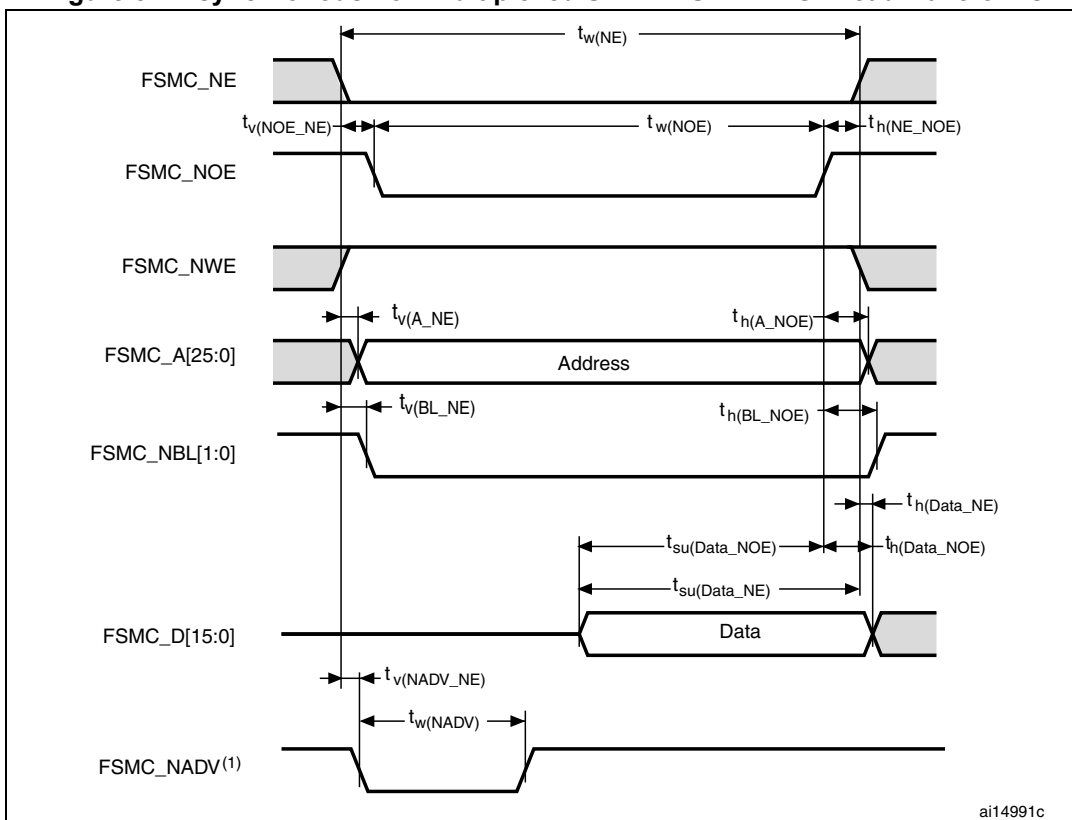 tw(NE)
FSMC_NE
tv(NOE_NE)
tw(NOE)
th(NE_NOE)
FSMC_NOE
FSMC_NWE
tv(A_NE)
th(A_NOE)
FSMC_A[25:0]
Address
tv(BL_NE)
th(BL_NOE)
FSMC_NBL[1:0]
th(Data_NE)
tsu(Data_NOE)
th(Data_NOE)
tsu(Data_NE)
FSMC_D[15:0]
Data
tv(NADV_NE)
tw(NADV)
FSMC_NADV(1)
ai14991c